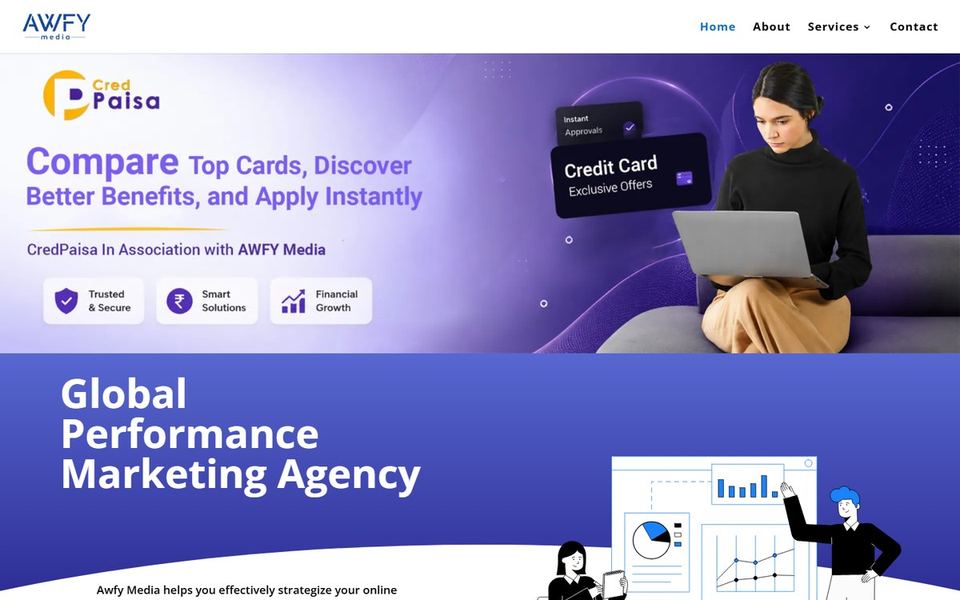 AWFY
media
Home About Services Contact
Cred
Paisa
Compare Top Cards, Discover
Better Benefits, and Apply Instantly
CredPaisa In Association with AWFY Media
Trusted
& Secure
Smart
Solutions
Financial
Growth
Instant
Approvals
Credit Card
Exclusive Offers
Global
Performance
Marketing Agency
Awfy Media helps you effectively strategize your online